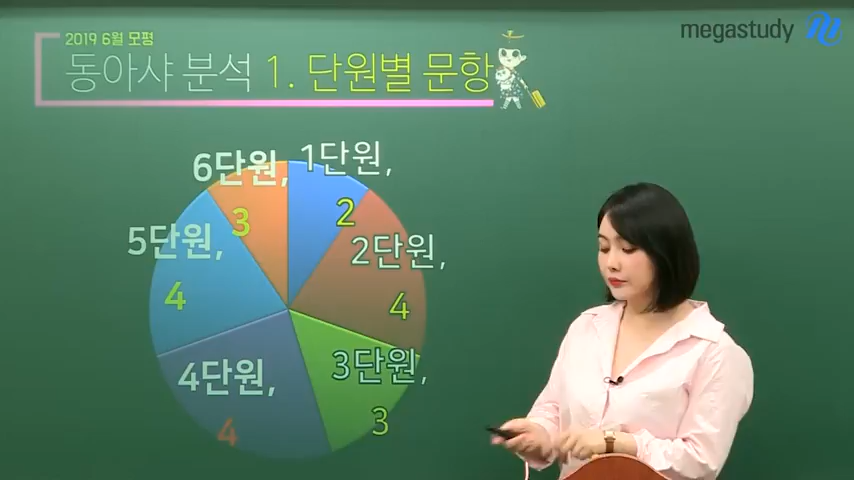 megastudy
2019 6월 모평
동아샤 분석 1. 단원별 문항
1단원,
2
2단원,
4
3단원,
3
4단원,
4
5단원,
4
6단원,
3